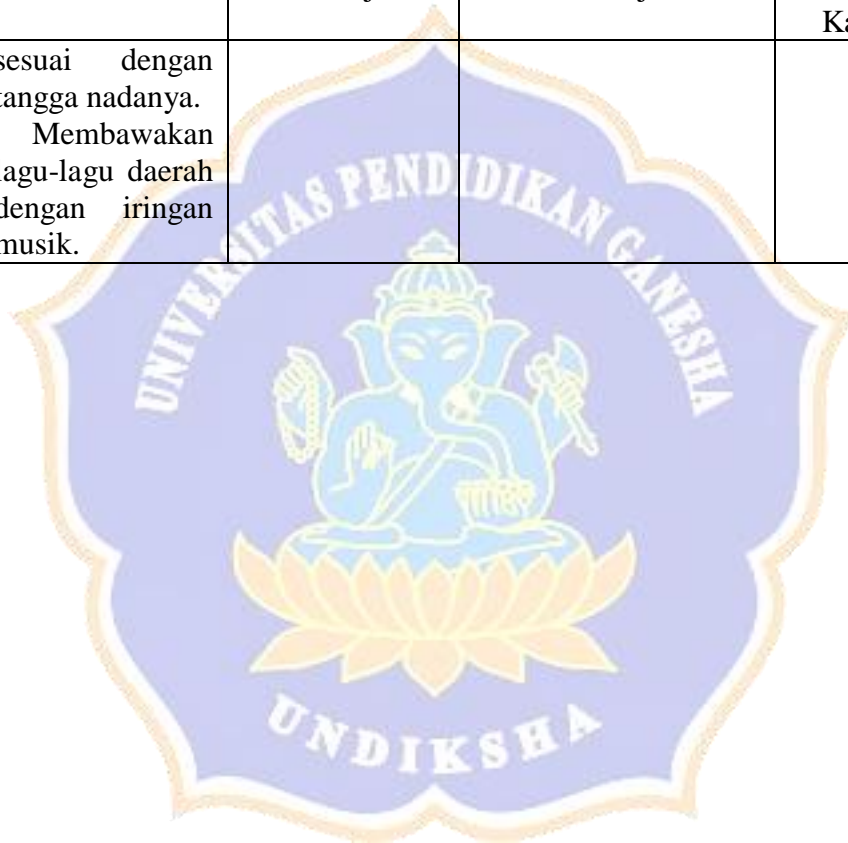 Ka
sesuai dengan
tangga nadanya.
Membawakan
lagu-lagu daerah
dengan iringan
musik.
UNIVERSITAS PENDIDIKAN GANESHA
UNDIKSHA